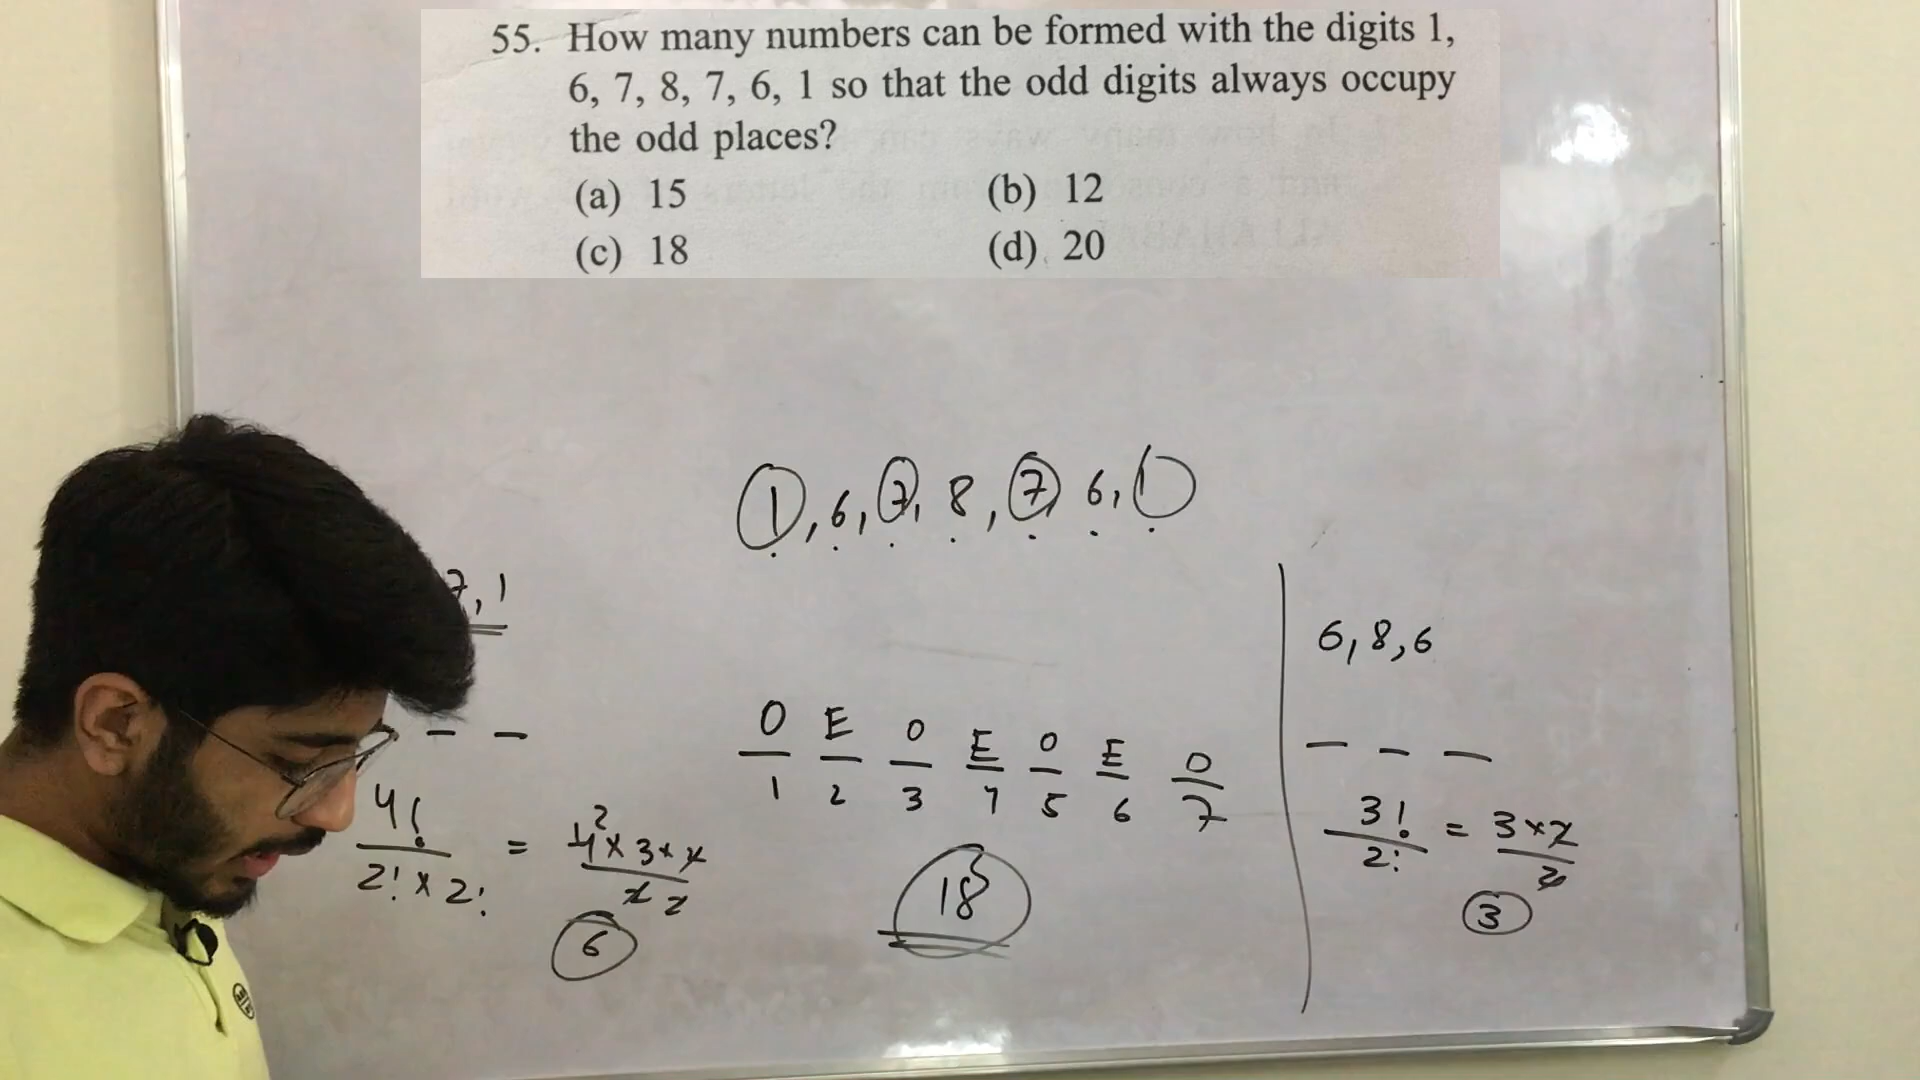 55. How many numbers can be formed with the digits 1,
6, 7, 8, 7, 6, 1 so that the odd digits always occupy
the odd places?
(a) 15 (b) 12
(c) 18 (d) 20
1, 6, 7, 8, 7, 6, 1
7, 1
4!
2! x 2!
= 4² x 3 x 2
2 2
6
O E O E O E O
1 2 3 4 5 6 7
18
6, 8, 6
3! = 3 x 2
2! 2
3